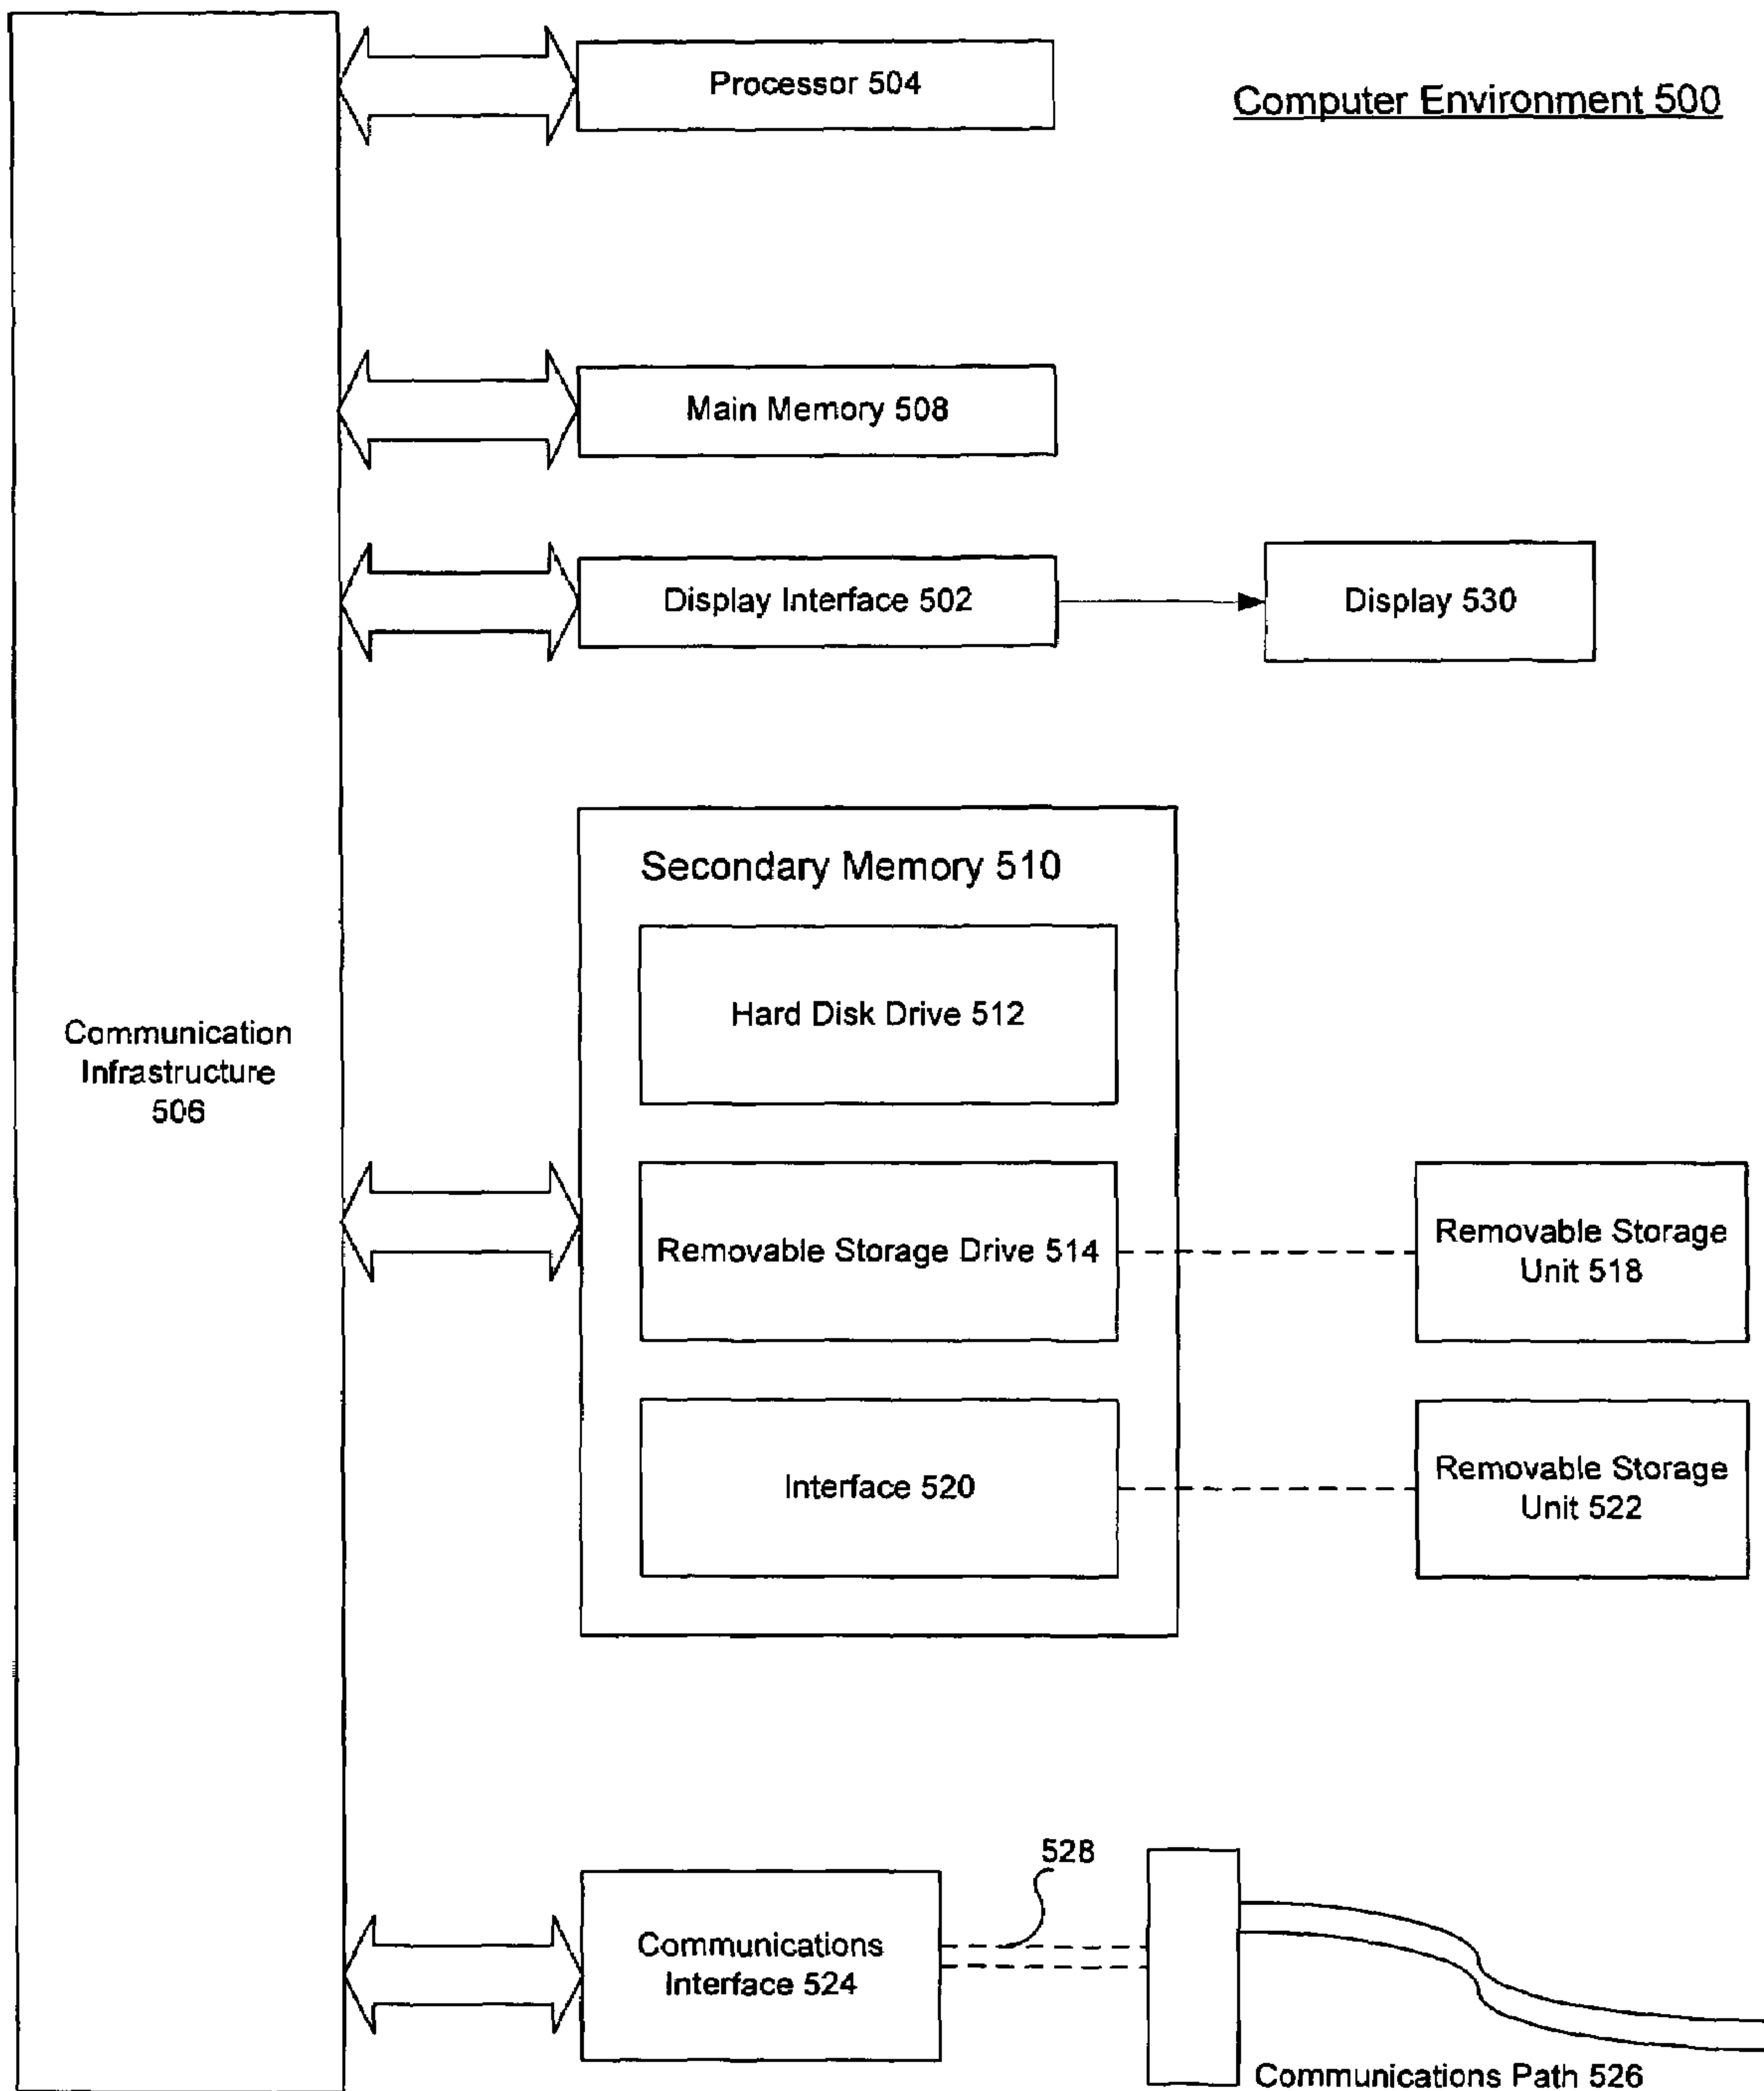 Processor 504
Computer Environment 500
Main Memory 508
Display Interface 502
Display 530
Secondary Memory 510
Hard Disk Drive 512
Communication
Infrastructure
506
Removable Storage Drive 514
Removable Storage
Unit 518
Interface 520
Removable Storage
Unit 522
528
Communications
Interface 524
Communications Path 526